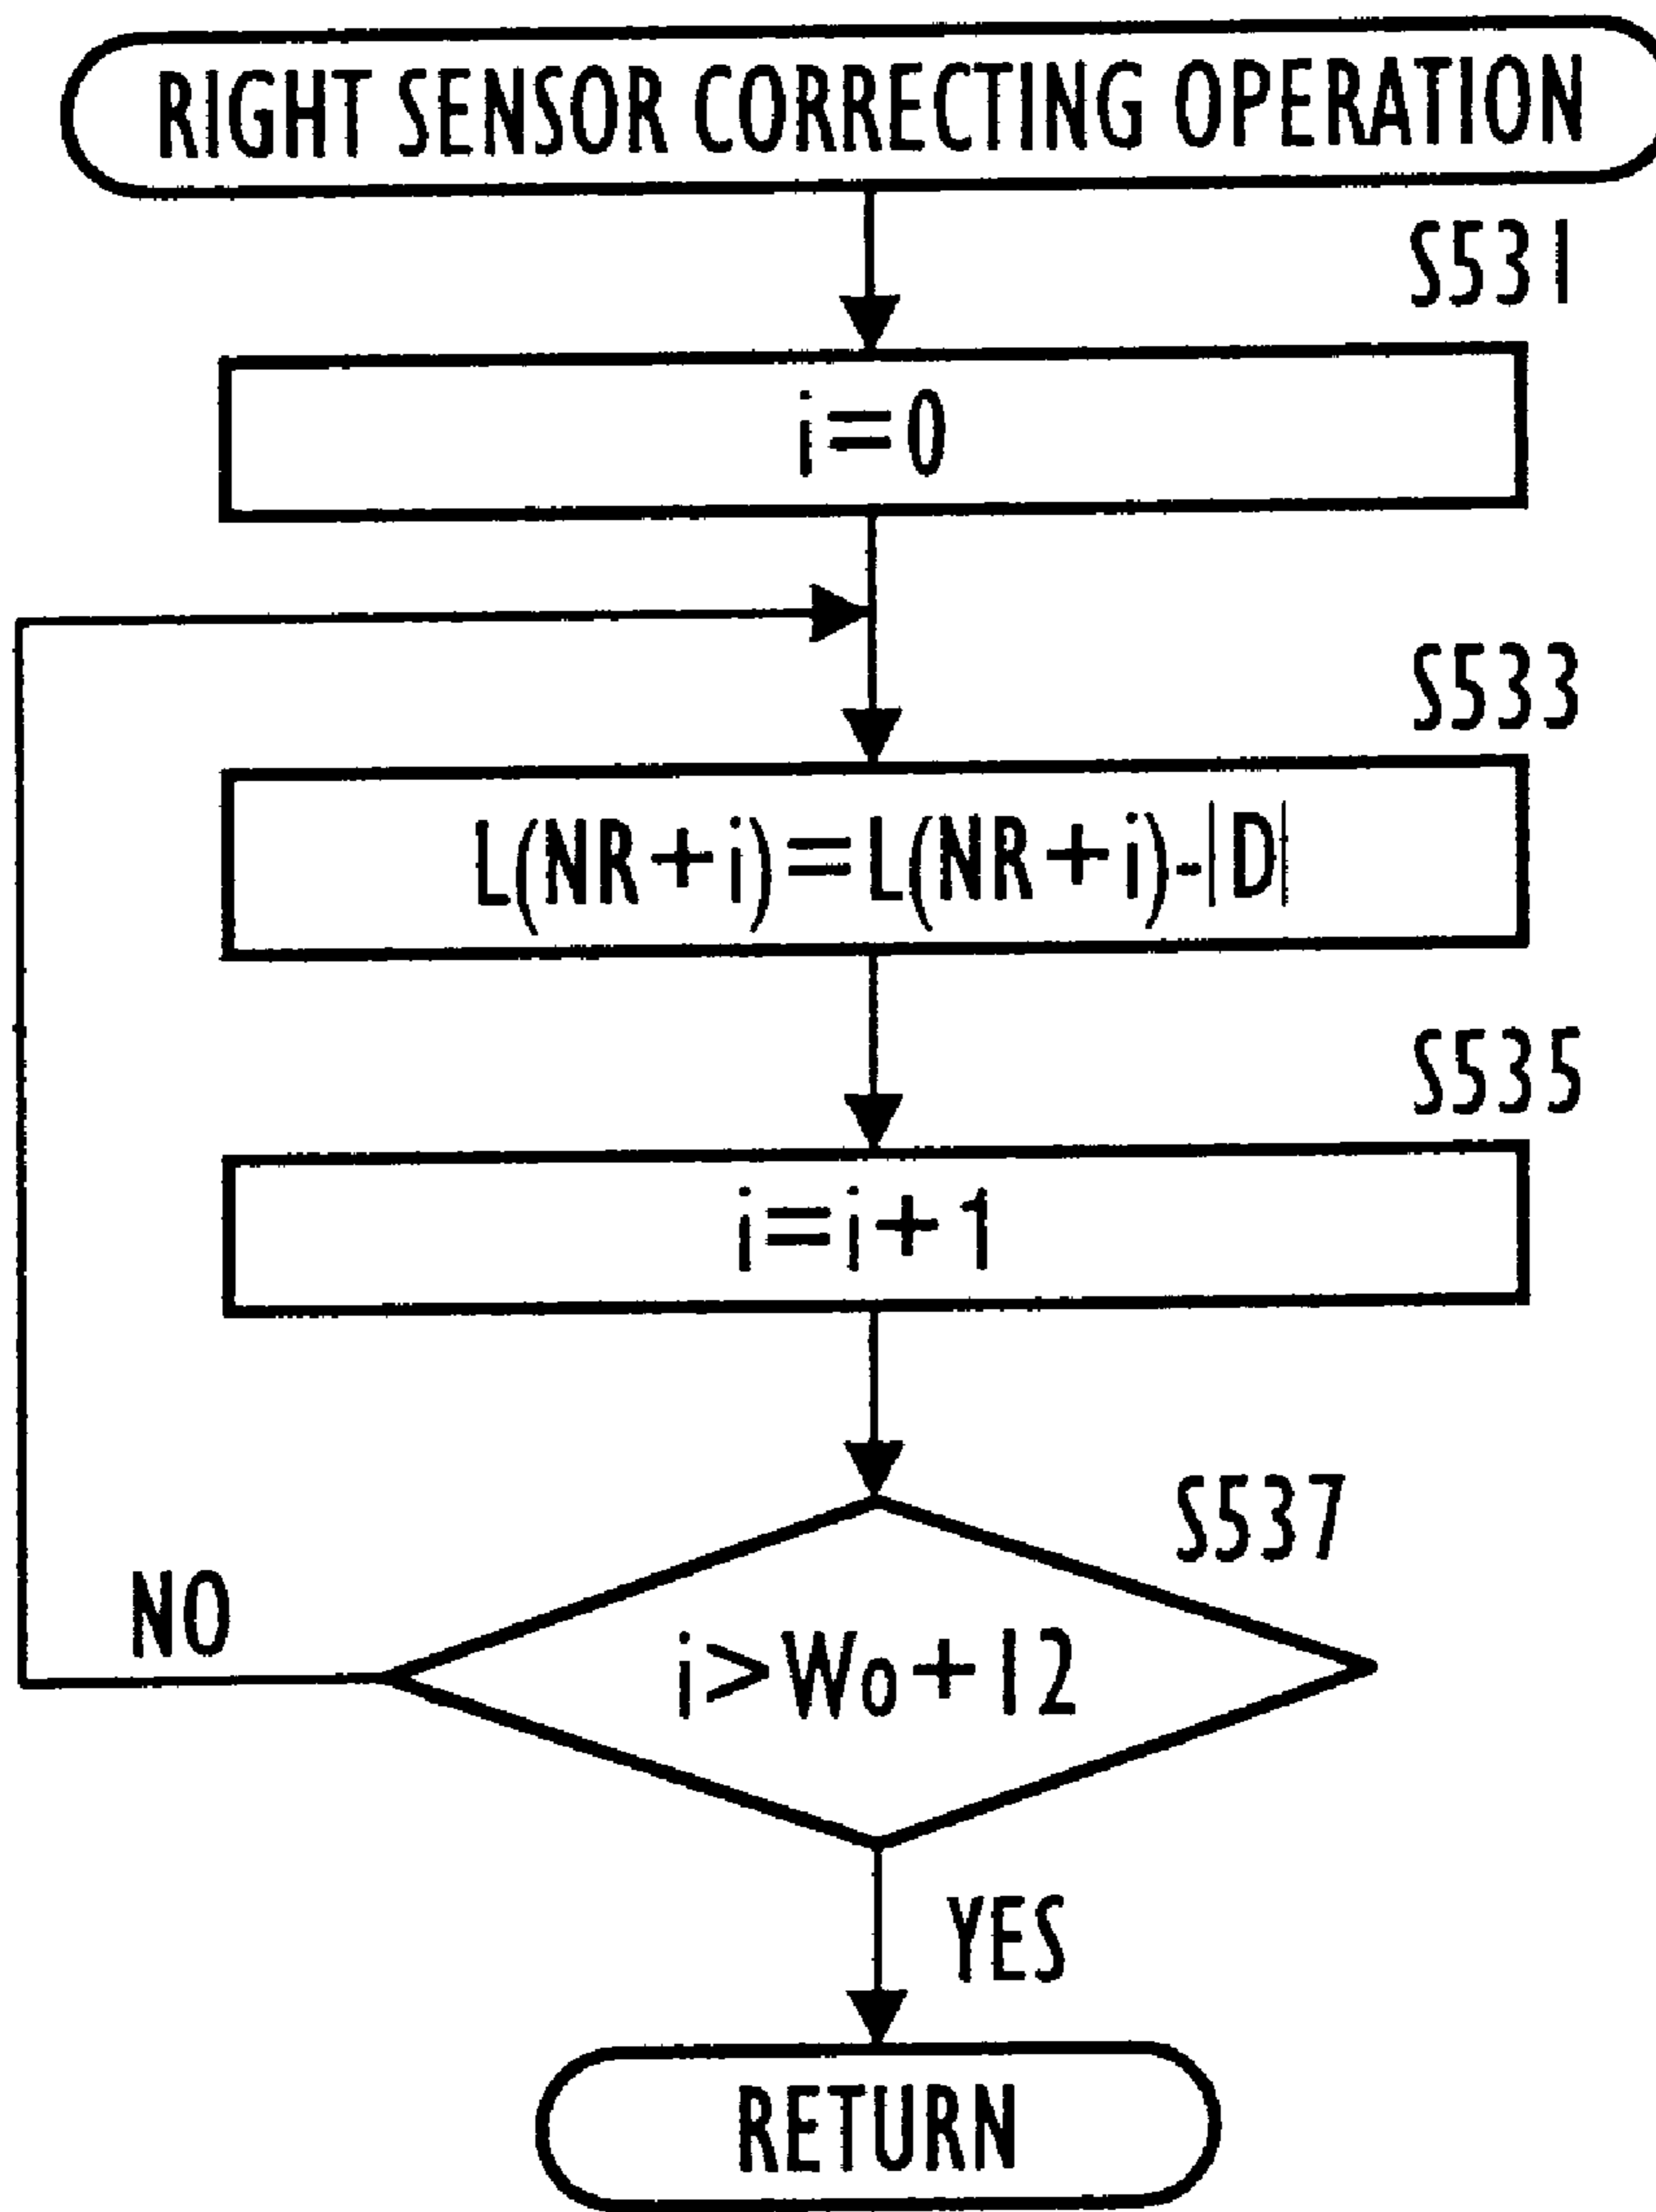 RIGHT SENSOR CORRECTING OPERATION
S531
i=0
S533
L(NR+i)=L(NR+i)-|D|
S535
i=i+1
S537
i>Wo+12
NO
YES
RETURN